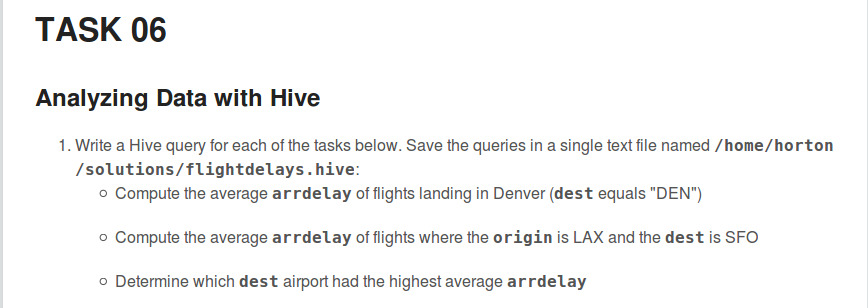 TASK 06
Analyzing Data with Hive
1. Write a Hive query for each of the tasks below. Save the queries in a single text file named /home/horton
/solutions/flightdelays.hive:
○ Compute the average arrdelay of flights landing in Denver (dest equals "DEN")
○ Compute the average arrdelay of flights where the origin is LAX and the dest is SFO
○ Determine which dest airport had the highest average arrdelay